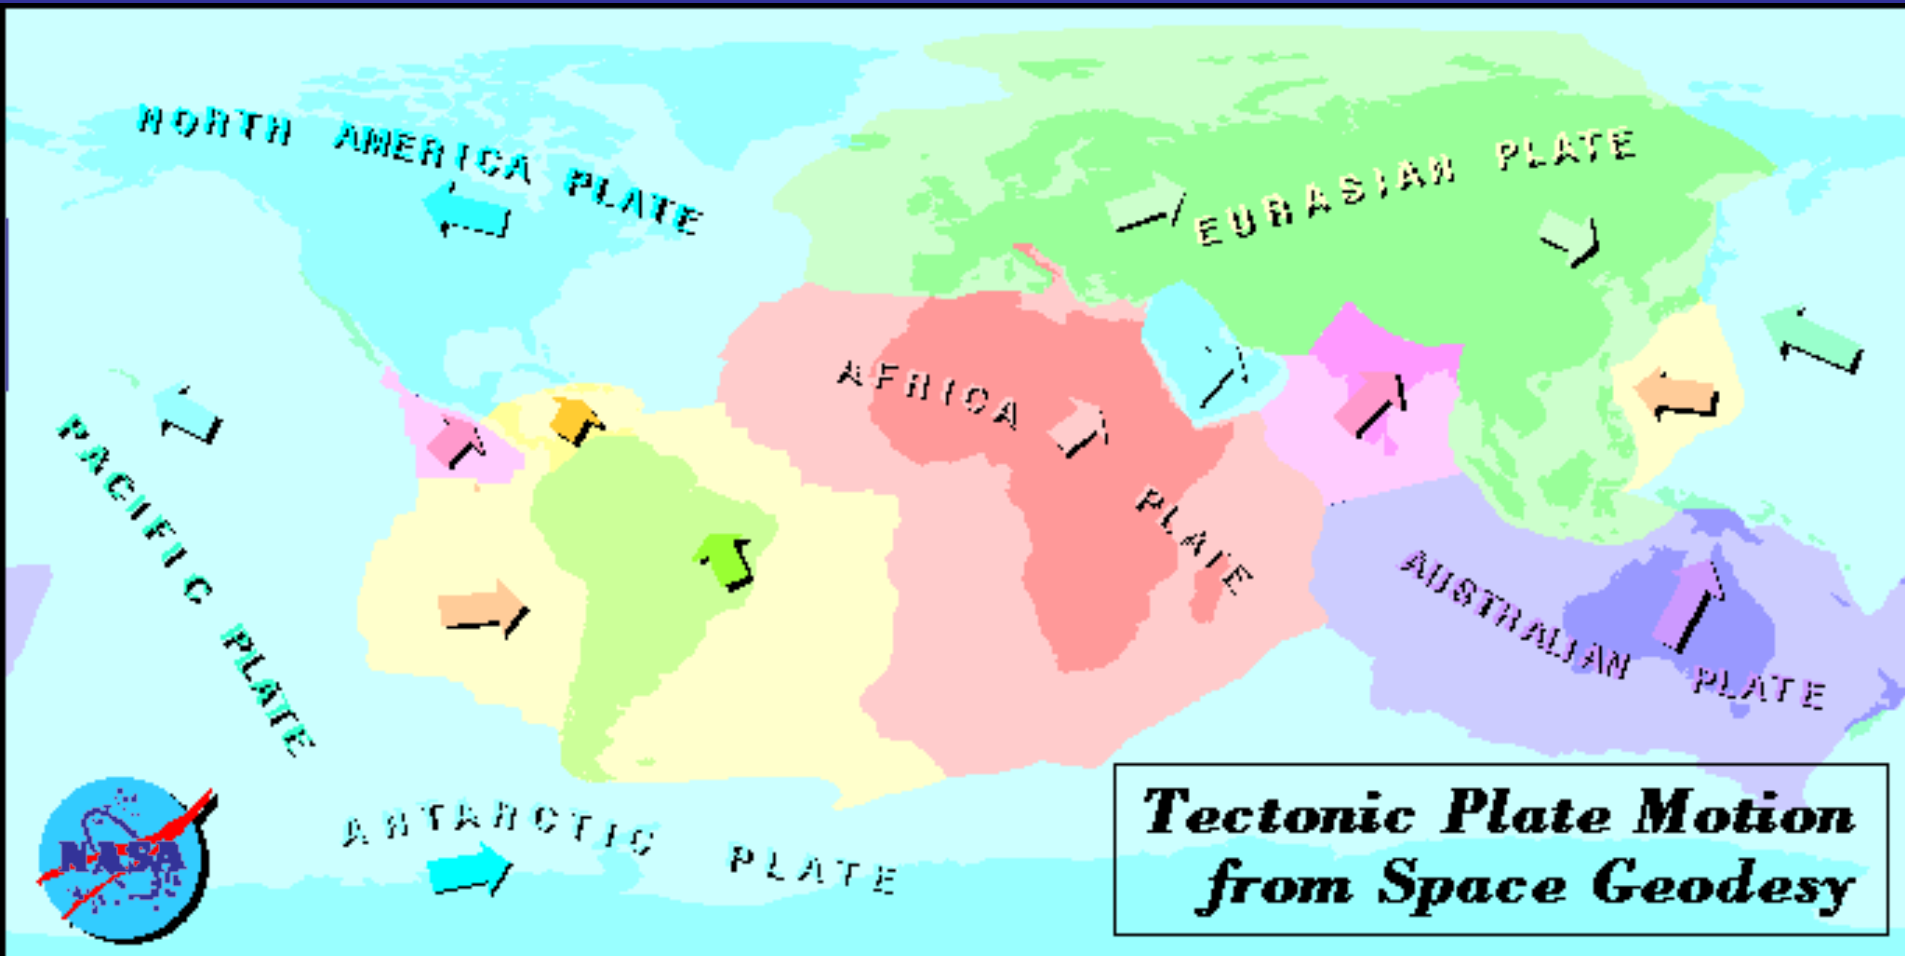 NORTH AMERICA PLATE
EURASIAN PLATE
AFRICA PLATE
PACIFIC PLATE
AUSTRALIAN PLATE
ANTARCTIC PLATE
Tectonic Plate Motion
from Space Geodesy
NASA